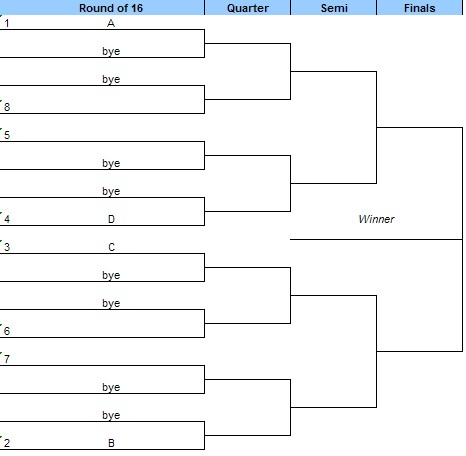 Round of 16 Quarter Semi Finals
1 A
bye
bye
8
5
bye
bye
4 D
Winner
3 C
bye
bye
6
7
bye
bye
2 B